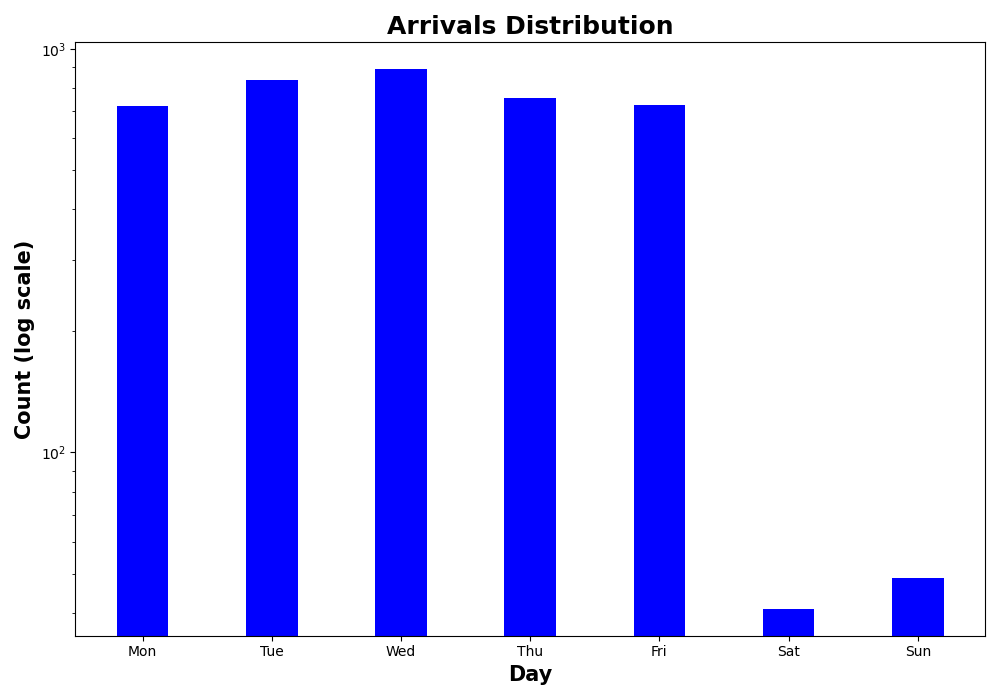 Arrivals Distribution
Count (log scale)
10³
10²
Mon Tue Wed Thu Fri Sat Sun
Day